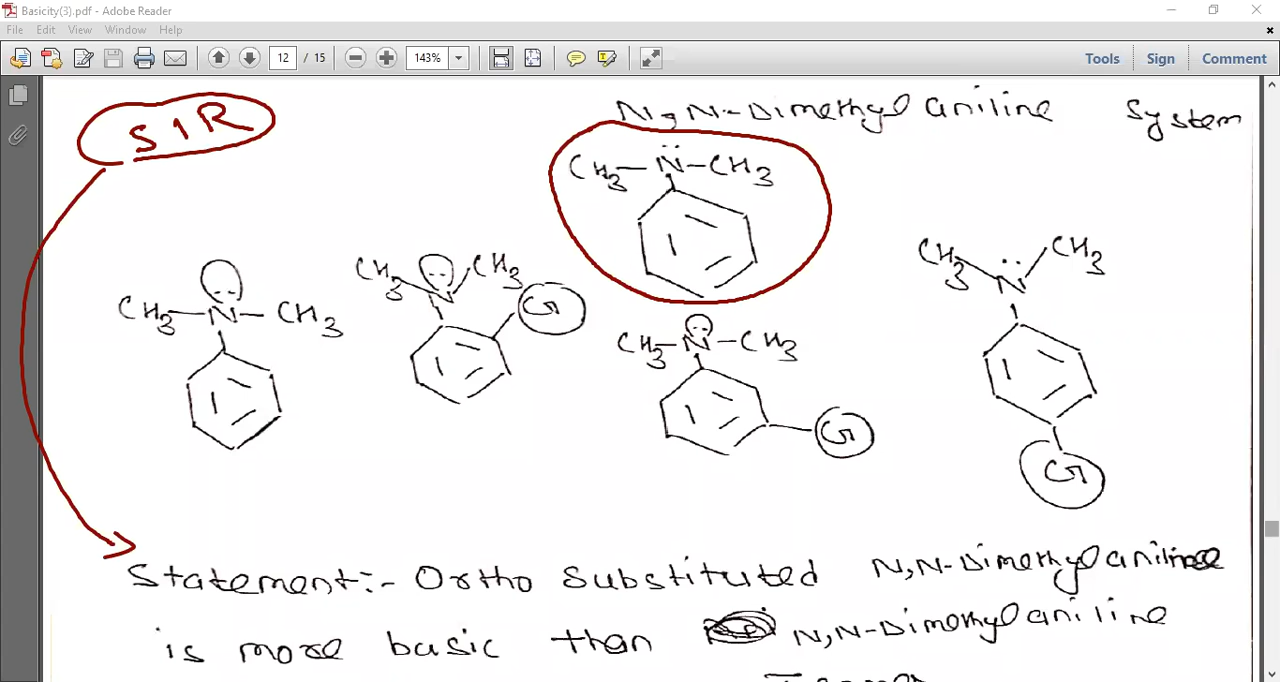 Basicity(3).pdf - Adobe Reader
File Edit View Window Help
12 / 15 143% Tools Sign Comment
SIR
N,N-Dimethyl aniline System
CH3-N-CH3
CH3 N CH3
CH3 N CH3
G
CH3-N-CH3
CH3-N-CH3
G
G
Statement:- Ortho Substituted N,N-Dimethyl aniline
is more basic than N,N-Dimethyl aniline